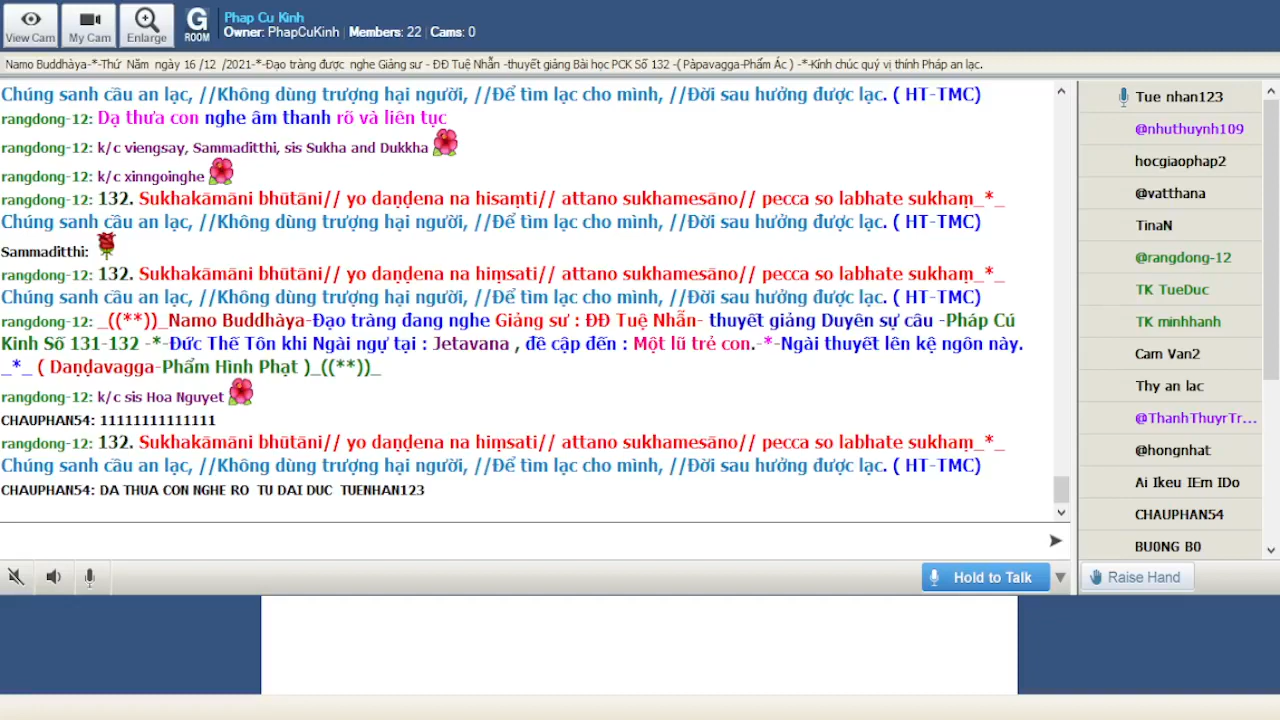 View Cam
My Cam
Enlarge
G
ROOM
Phap Cu Kinh
Owner: PhapCuKinh | Members: 22 | Cams: 0
Namo Buddhàya-*-Thứ Năm ngày 16 /12 /2021-*-Đạo tràng được nghe Giảng sư - ĐĐ Tuệ Nhẫn -thuyết giảng Bài học PCK Số 132 -( Pàpavagga-Phẩm Ác ) -*-Kính chúc quý vị thính Pháp an lạc.
Chúng sanh cầu an lạc, //Không dùng trượng hại người, //Để tìm lạc cho mình, //Đời sau hưởng được lạc. ( HT-TMC)
rangdong-12: Dạ thưa con nghe âm thanh rõ và liên tục
rangdong-12: k/c viengsay, Sammaditthi, sis Sukha and Dukkha
rangdong-12: k/c xinngoinghe
rangdong-12: 132. Sukhakāmāni bhūtāni// yo daṇḍena na hisaṃti// attano sukhamesāno// pecca so labhate sukhaṃ_*_
Chúng sanh cầu an lạc, //Không dùng trượng hại người, //Để tìm lạc cho mình, //Đời sau hưởng được lạc. ( HT-TMC)
Sammaditthi:
rangdong-12: 132. Sukhakāmāni bhūtāni// yo daṇḍena na hiṃsati// attano sukhamesāno// pecca so labhate sukhaṃ_*_
Chúng sanh cầu an lạc, //Không dùng trượng hại người, //Để tìm lạc cho mình, //Đời sau hưởng được lạc. ( HT-TMC)
rangdong-12: _((**))_Namo Buddhàya-Đạo tràng đang nghe Giảng sư : ĐĐ Tuệ Nhẫn- thuyết giảng Duyên sự câu -Pháp Cú
Kinh Số 131-132 -*-Đức Thế Tôn khi Ngài ngự tại : Jetavana , đề cập đến : Một lũ trẻ con.-*-Ngài thuyết lên kệ ngôn này.
_*_ ( Daṇḍavagga-Phẩm Hình Phạt )_((**))_
rangdong-12: k/c sis Hoa Nguyet
CHAUPHAN54: 11111111111111
rangdong-12: 132. Sukhakāmāni bhūtāni// yo daṇḍena na hiṃsati// attano sukhamesāno// pecca so labhate sukhaṃ_*_
Chúng sanh cầu an lạc, //Không dùng trượng hại người, //Để tìm lạc cho mình, //Đời sau hưởng được lạc. ( HT-TMC)
CHAUPHAN54: DA THUA CON NGHE RO TU DAI DUC TUENHAN123
Hold to Talk
Tue nhan123
@nhuthuynh109
hocgiaophap2
@vatthana
TinaN
@rangdong-12
TK TueDuc
TK minhhanh
Cam Van2
Thy an lac
@ThanhThuyrTr...
@hongnhat
Ai Ikeu IEm IDo
CHAUPHAN54
BU0NG B0
Raise Hand